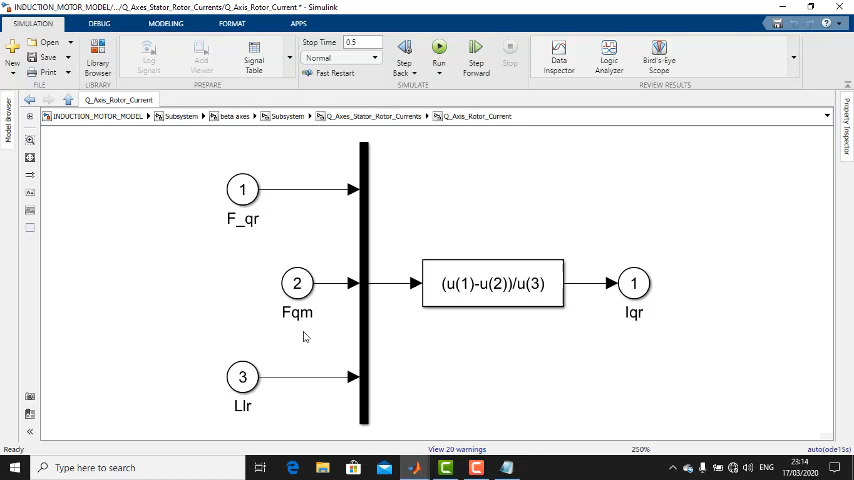 INDUCTION_MOTOR_MODEL/.../Q_Axes_Rotor_Currents/Q_Axis_Rotor_Current * - Simulink
SIMULATION DEBUG MODELING FORMAT APPS
New
Open
Save
Print
FILE
Library Browser
LIBRARY
Log Signals
Add Viewer
Signal Table
PREPARE
Stop Time 0.5
Normal
Fast Restart
Step Back
Run
Step Forward
Stop
SIMULATE
Data Inspector
Logic Analyzer
Bird's-Eye Scope
REVIEW RESULTS
Q_Axis_Rotor_Current
INDUCTION_MOTOR_MODEL Subsystem beta axes Subsystem Q_Axes_Stator_Rotor_Currents Q_Axis_Rotor_Current
Model Browser
Property Inspector
1
F_qr
2
Fqm
3
Llr
(u(1)-u(2))/u(3)
1
Iqr
Ready View 20 warnings 250% auto(ode15s)
Type here to search
ENG
23:14
17/03/2020